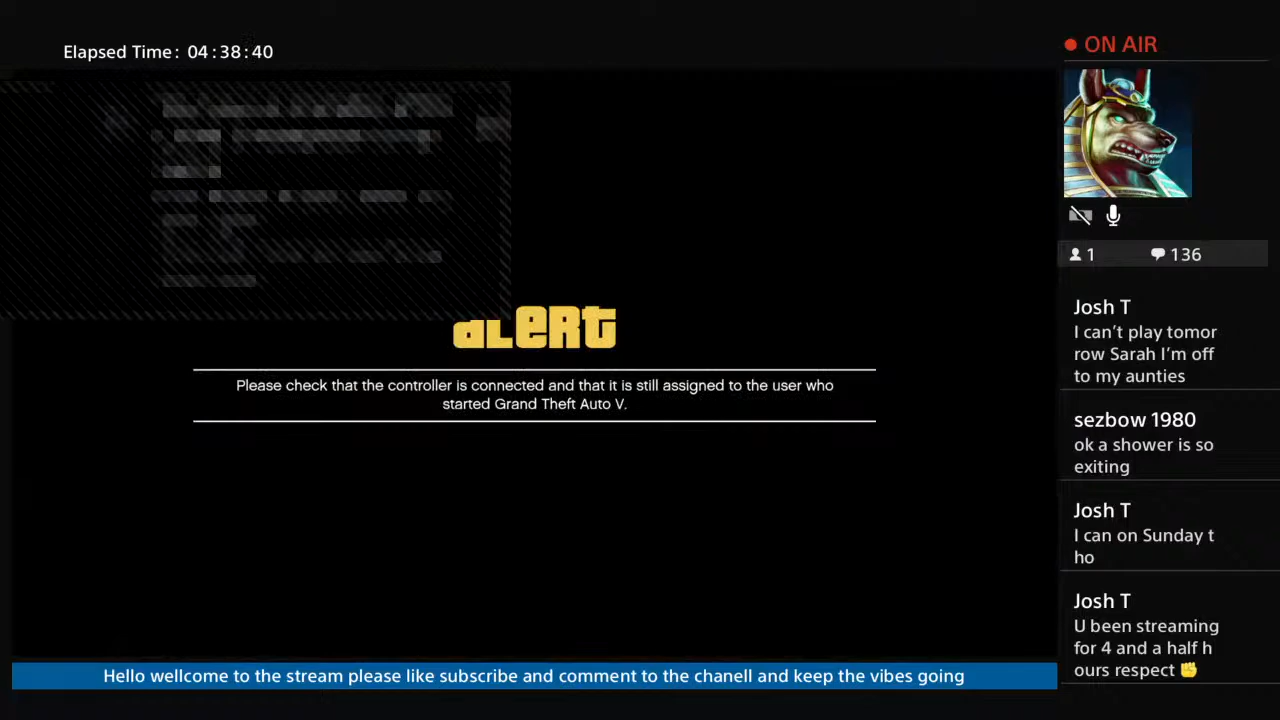 Elapsed Time: 04:38:40
ON AIR
1 136
alert
Please check that the controller is connected and that it is still assigned to the user who
started Grand Theft Auto V.
Josh T
I can't play tomor
row Sarah I'm off
to my aunties
sezbow 1980
ok a shower is so
exiting
Josh T
I can on Sunday t
ho
Josh T
U been streaming
for 4 and a half h
ours respect ✊
Hello wellcome to the stream please like subscribe and comment to the chanell and keep the vibes going